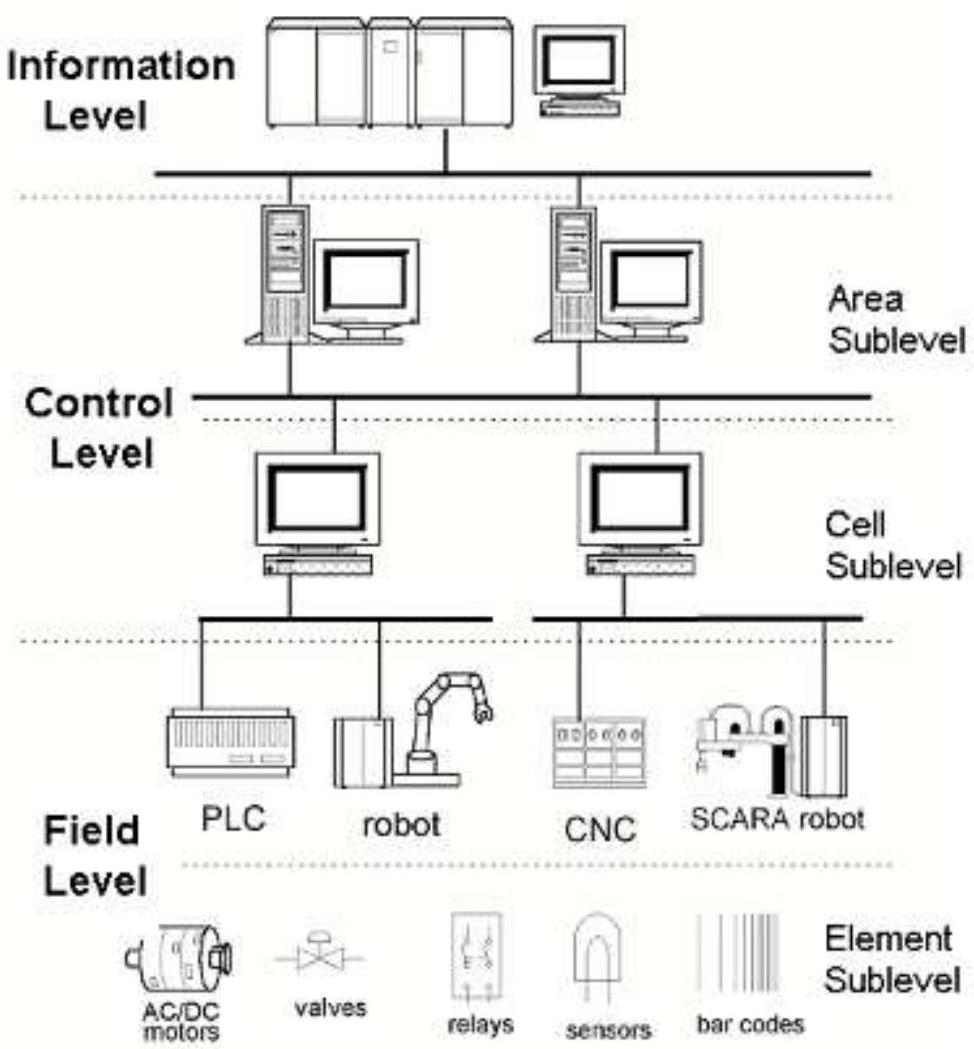 Information
Level
Area
Sublevel
Control
Level
Cell
Sublevel
PLC
robot
CNC
SCARA robot
Field
Level
Element
Sublevel
AC/DC
motors
valves
relays
sensors
bar codes